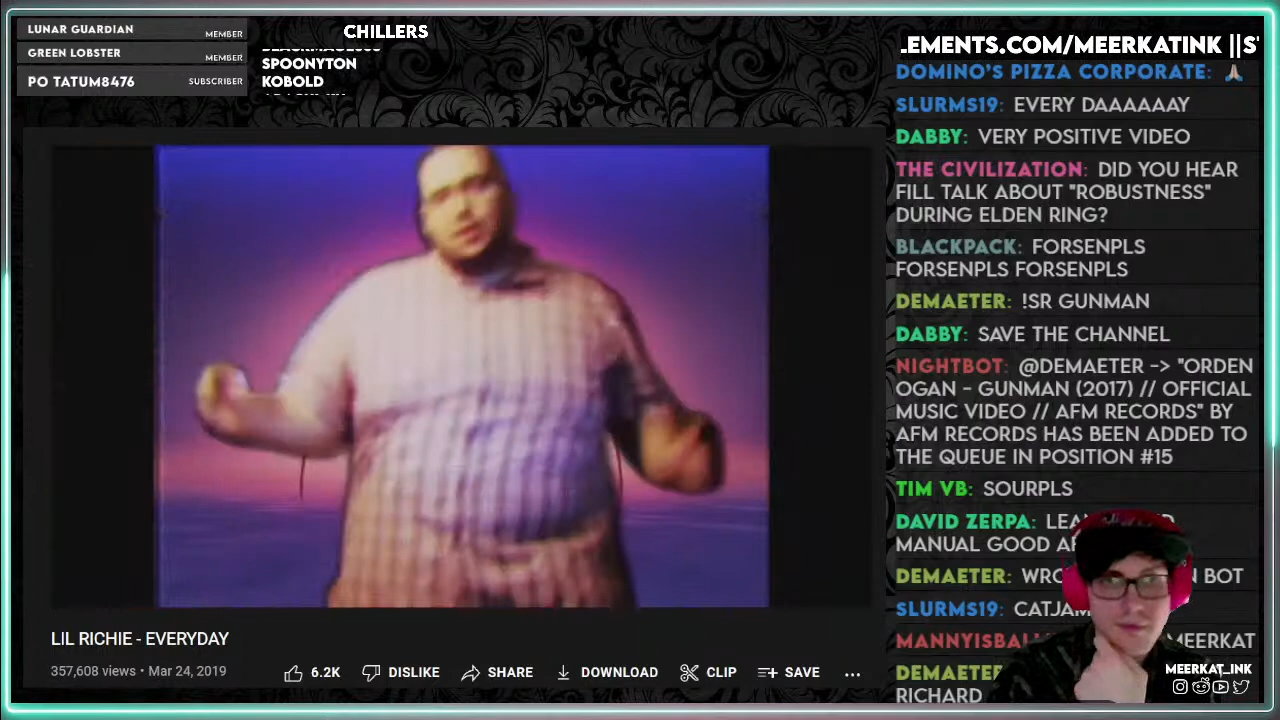 LUNAR GUARDIAN
MEMBER
GREEN LOBSTER
MEMBER
PO TATUM8476
SUBSCRIBER
CHILLERS
SPOONYTON
KOBOLD
LEMENTS.COM/MEERKATINK ||
DOMINO'S PIZZA CORPORATE: 🙏🏼
SLURMS19: EVERY DAAAAAAY
DABBY: VERY POSITIVE VIDEO
THE CIVILIZATION: DID YOU HEAR
FILL TALK ABOUT "ROBUSTNESS"
DURING ELDEN RING?
BLACKPACK: FORSENPLS
FORSENPLS FORSENPLS
DEMAETER: !SR GUNMAN
DABBY: SAVE THE CHANNEL
NIGHTBOT: @DEMAETER -> "ORDEN
OGAN - GUNMAN (2017) // OFFICIAL
MUSIC VIDEO // AFM RECORDS" BY
AFM RECORDS HAS BEEN ADDED TO
THE QUEUE IN POSITION #15
TIM VB: SOURPLS
DAVID ZERPA:
MANUAL GOOD
DEMAETER: BOT
SLURMS19: CATJAM
MEERKAT
DEMAETER
RICHARD
LIL RICHIE - EVERYDAY
357,608 views • Mar 24, 2019
6.2K
DISLIKE
SHARE
DOWNLOAD
CLIP
SAVE
MEERKAT_INK